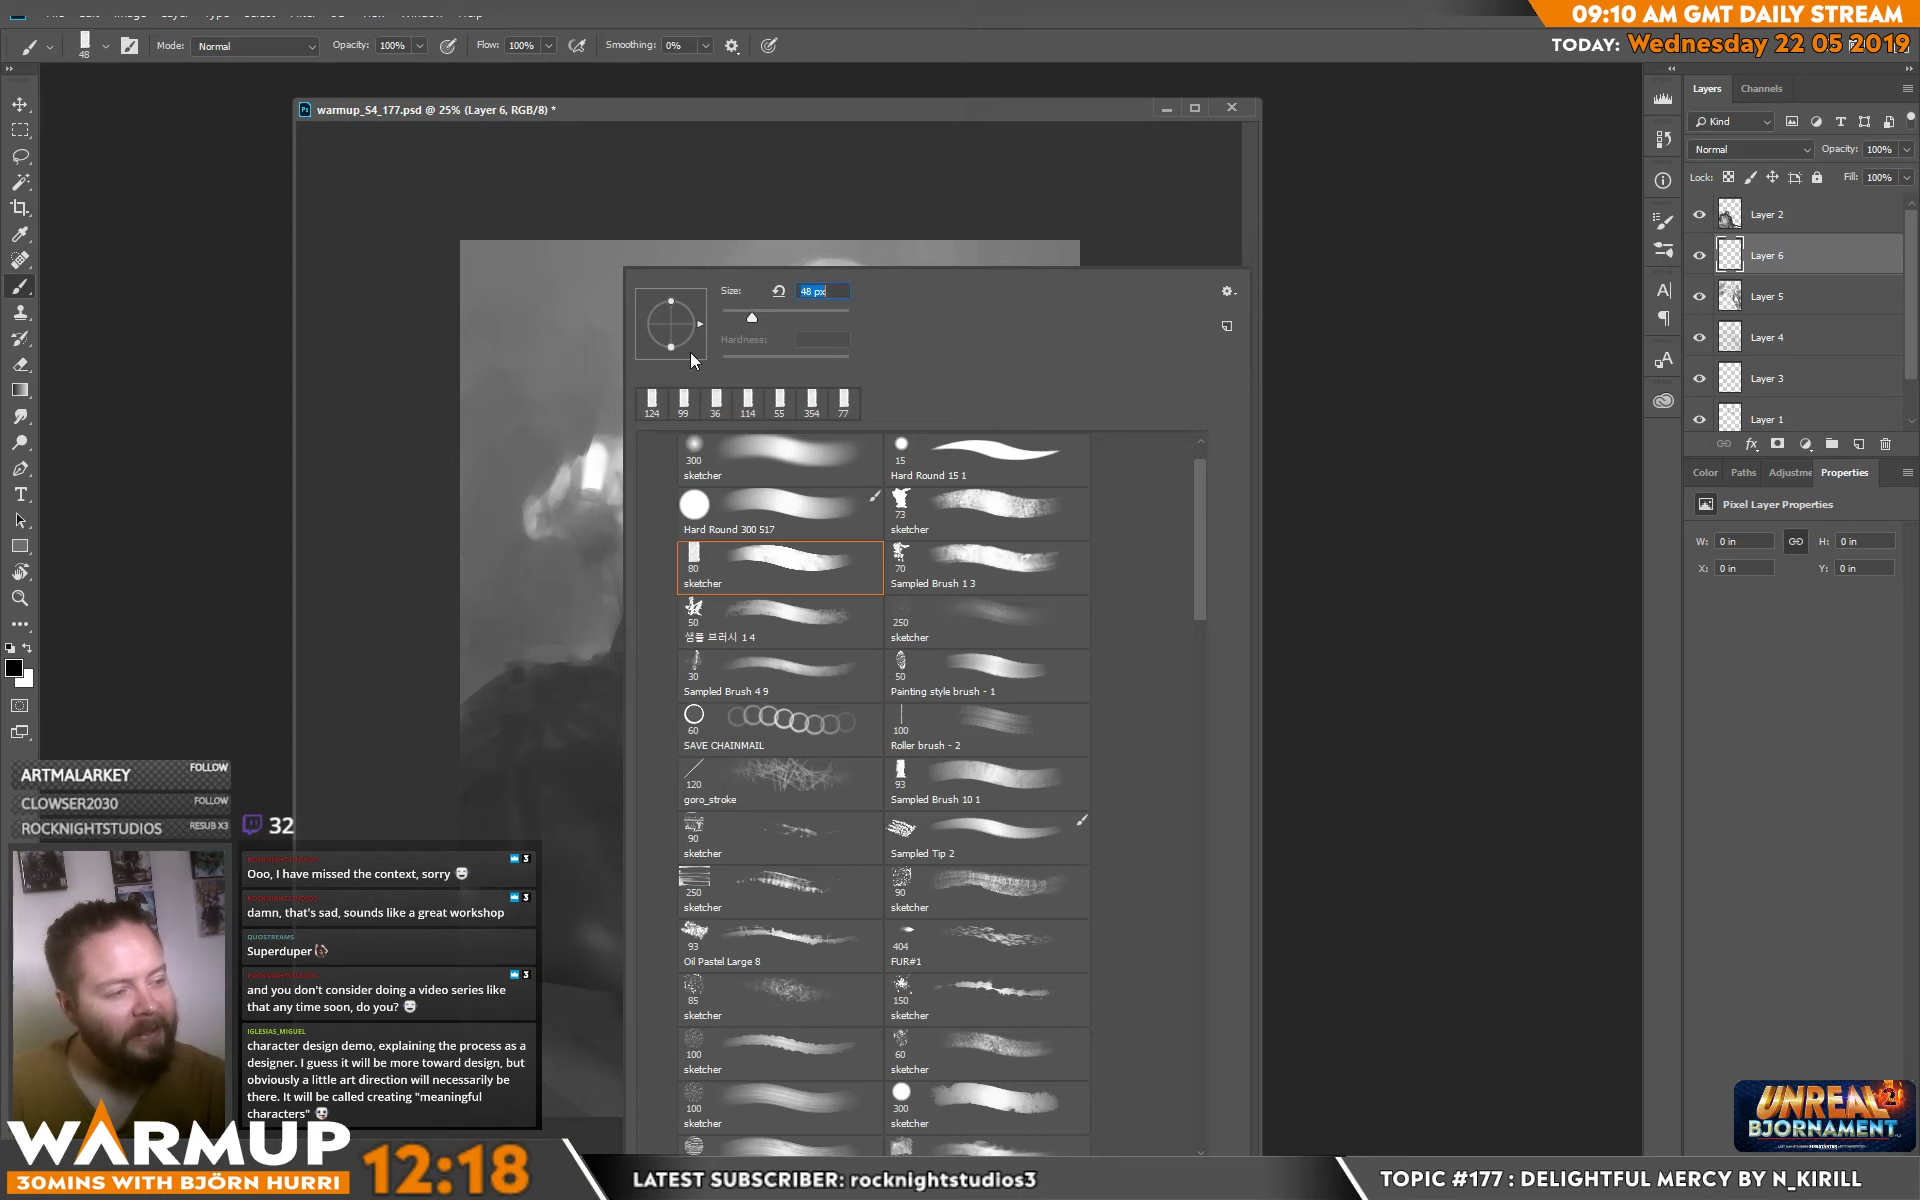 09:10 AM GMT DAILY STREAM
TODAY: Wednesday 22 05 2019
48
Mode: Normal
Opacity: 100%
Flow: 100%
Smoothing: 0%
warmup_S4_177.psd @ 25% (Layer 6, RGB/8) *
Size: 48 px
Hardness:
124 99 36 114 55 354 77
300
sketcher
15
Hard Round 15 1
Hard Round 300 517
73
sketcher
80
sketcher
70
Sampled Brush 1 3
50
샘플 브러시 1 4
250
sketcher
30
Sampled Brush 4 9
50
Painting style brush - 1
60
SAVE CHAINMAIL
100
Roller brush - 2
120
goro_stroke
93
Sampled Brush 10 1
90
sketcher
Sampled Tip 2
250
sketcher
90
sketcher
93
Oil Pastel Large 8
404
FUR#1
85
sketcher
150
sketcher
100
sketcher
60
sketcher
100
sketcher
300
sketcher
Layers Channels
Kind
Normal Opacity: 100%
Lock: Fill: 100%
Layer 2
Layer 6
Layer 5
Layer 4
Layer 3
Layer 1
Color Paths Adjustme Properties
Pixel Layer Properties
W: 0 in H: 0 in
X: 0 in Y: 0 in
ARTMALARKEY FOLLOW
CLOWSER2030 FOLLOW
ROCKNIGHTSTUDIOS RESUB X3
32
ROCKNIGHTSTUDIOS 3
Ooo, I have missed the context, sorry
ROCKNIGHTSTUDIOS 3
damn, that's sad, sounds like a great workshop
QUOSTREAMS
Superduper
ROCKNIGHTSTUDIOS 3
and you don't consider doing a video series like
that any time soon, do you?
IGLESIAS_MIGUEL
character design demo, explaining the process as a
designer. I guess it will be more toward design, but
obviously a little art direction will necessarily be
there. It will be called creating "meaningful
characters"
WARMUP
30MINS WITH BJÖRN HURRI
12:18
LATEST SUBSCRIBER: rocknightstudios3
UNREAL
BJORNAMENT
TOPIC #177 : DELIGHTFUL MERCY BY N_KIRILL